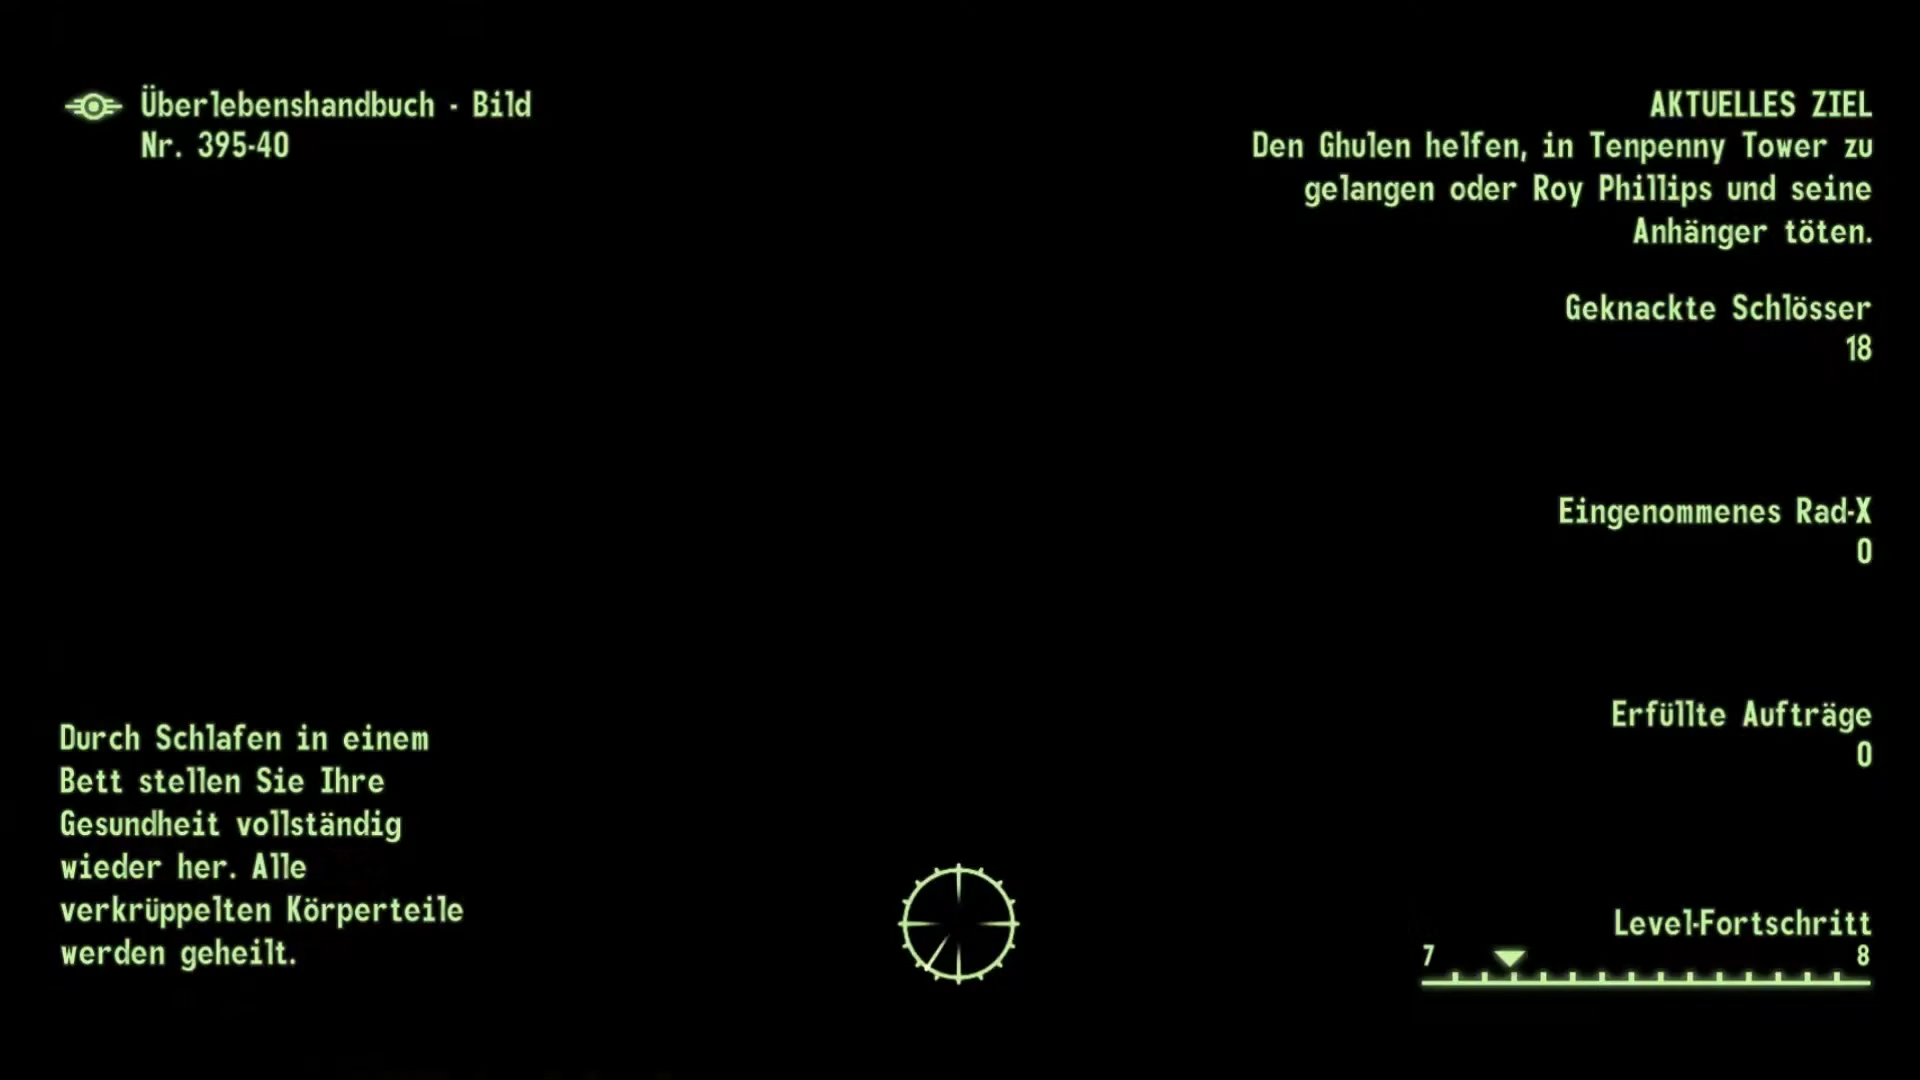 Überlebenshandbuch - Bild
Nr. 395-40
AKTUELLES ZIEL
Den Ghulen helfen, in Tenpenny Tower zu
gelangen oder Roy Phillips und seine
Anhänger töten.
Geknackte Schlösser
18
Eingenommenes Rad-X
0
Erfüllte Aufträge
0
Durch Schlafen in einem
Bett stellen Sie Ihre
Gesundheit vollständig
wieder her. Alle
verkrüppelten Körperteile
werden geheilt.
Level-Fortschritt
7 8